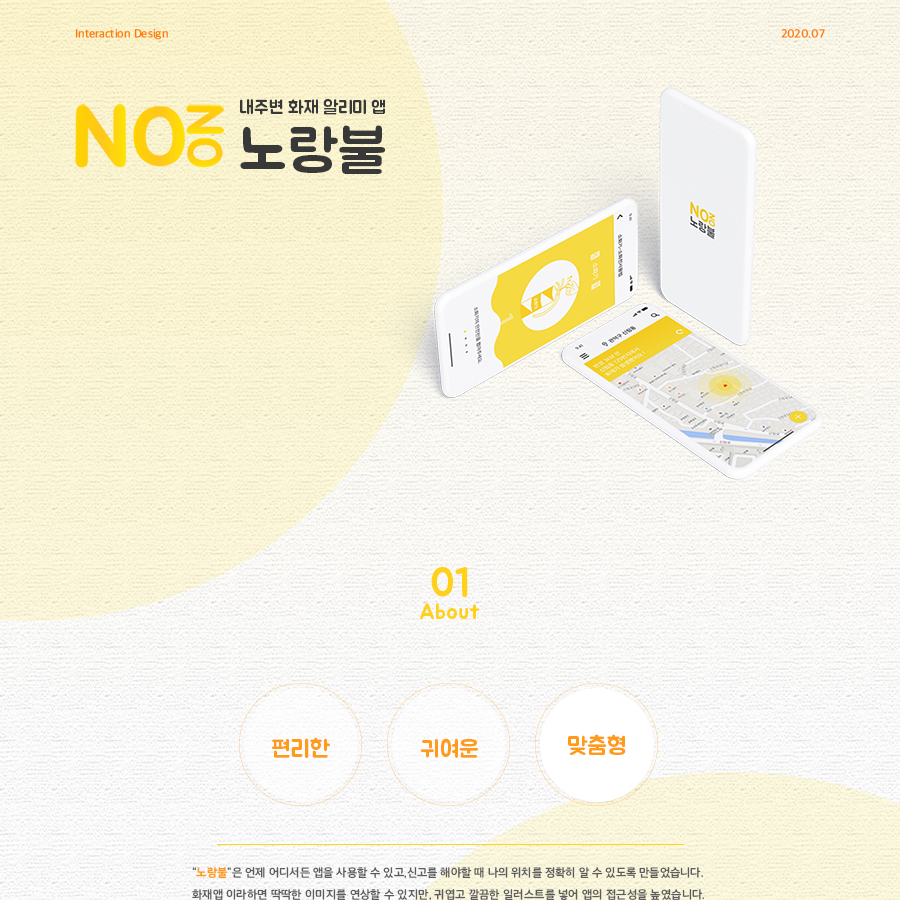 Interaction Design
2020.07
NO NO
내주변 화재 알리미 앱
노랑불
NO NO
노랑불
01
About
편리한
귀여운
맞춤형
"노랑불"은 언제 어디서든 앱을 사용할 수 있고,신고를 해야할 때 나의 위치를 정확히 알 수 있도록 만들었습니다.
화재앱 이라하면 딱딱한 이미지를 연상할 수 있지만, 귀엽고 깔끔한 일러스트를 넣어 앱의 접근성을 높였습니다.